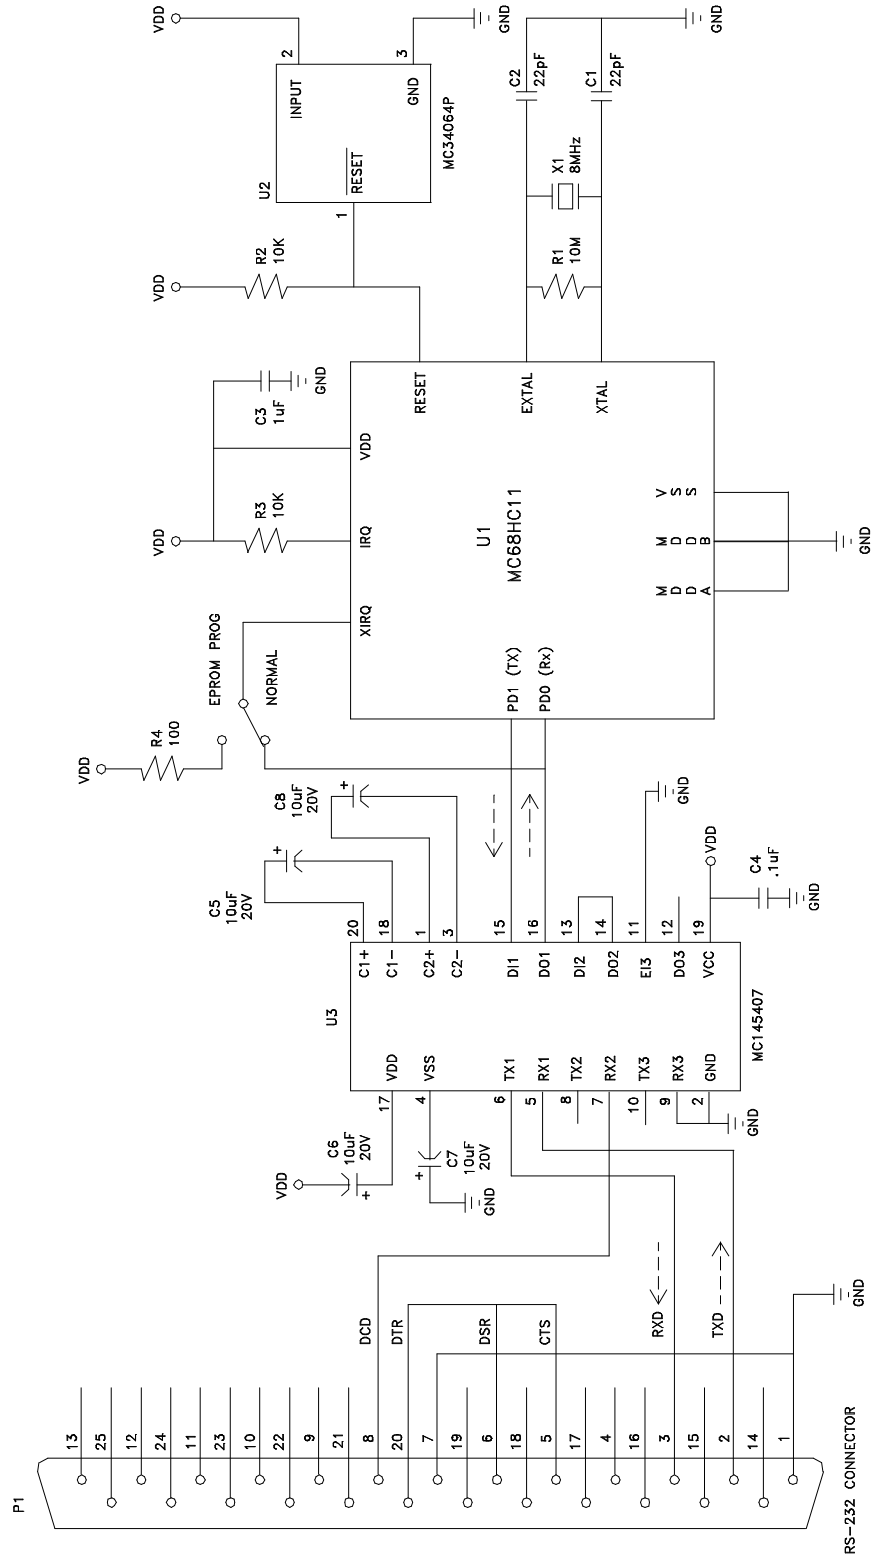 VDD
2
INPUT
3
GND
GND
MC34064P
U2
RESET
1
C2
22pF
C1
22pF
GND
X1
8MHz
R1
10M
VDD
R2
10K
VDD
R3
10K
C3
1uF
GND
RESET
EXTAL
XTAL
VDD
IRQ
XIRQ
U1
MC68HC11
VSS
MDDB
MDDA
GND
PD1 (TX)
PD0 (Rx)
EPROM PROG
NORMAL
VDD
R4
100
C8
10uF
20V
+
C5
10uF
20V
+
GND
VDD
C4
.1uF
GND
20
18
1
3
15
16
13
14
11
12
19
C1+
C1-
C2+
C2-
DI1
DO1
DI2
DO2
EI3
DO3
VCC
U3
MC145407
VDD
VSS
TX1
RX1
TX2
RX2
TX3
RX3
GND
17
4
6
5
8
7
10
9
2
GND
VDD
C6
10uF
20V
+
C7
10uF
20V
+
GND
DCD
DTR
DSR
CTS
RXD
TXD
GND
13
25
12
24
11
23
10
22
9
21
8
20
7
19
6
18
5
17
4
16
3
15
2
14
1
P1
RS-232 CONNECTOR